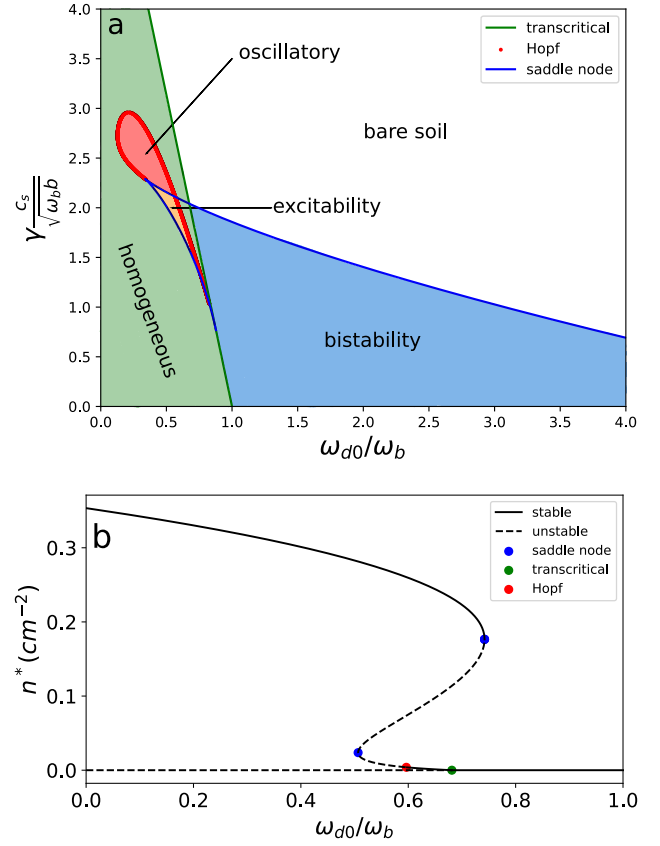 a
4.0
3.5
3.0
2.5
2.0
1.5
1.0
0.5
0.0
γ c_s / √ω_b b
transcritical
Hopf
saddle node
oscillatory
bare soil
excitability
homogeneous
bistability
0.0 0.5 1.0 1.5 2.0 2.5 3.0 3.5 4.0
ω_{d0}/ω_b
b
0.3
0.2
0.1
0.0
n* (cm⁻²)
stable
unstable
saddle node
transcritical
Hopf
0.0 0.2 0.4 0.6 0.8 1.0
ω_{d0}/ω_b